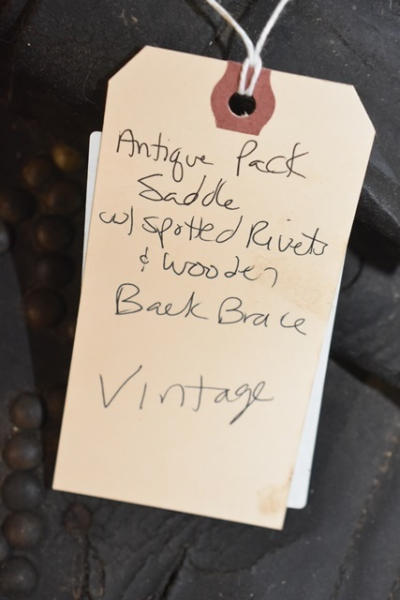 Antique Pack
Saddle
w/ Spotted Rivets
& Wooden
Back Brace
Vintage